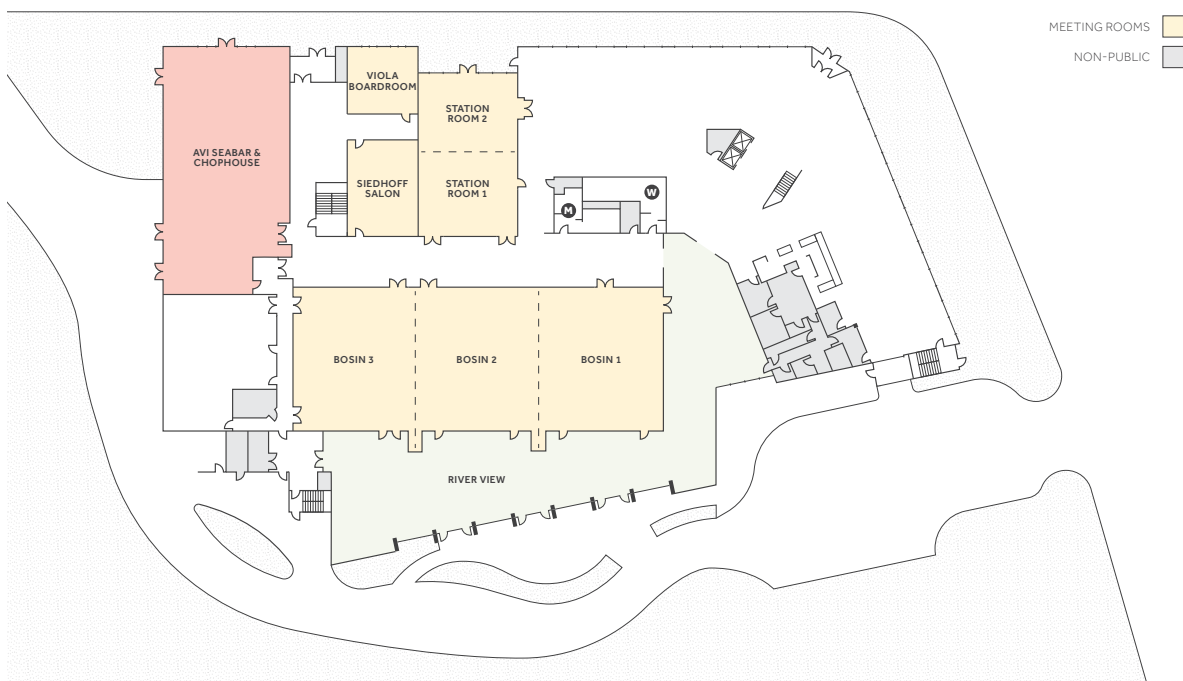 MEETING ROOMS
NON-PUBLIC
VIOLA
BOARDROOM
STATION
ROOM 2
AVI SEABAR &
CHOPHOUSE
SIEDHOFF
SALON
STATION
ROOM 1
W
M
BOSIN 3
BOSIN 2
BOSIN 1
RIVER VIEW